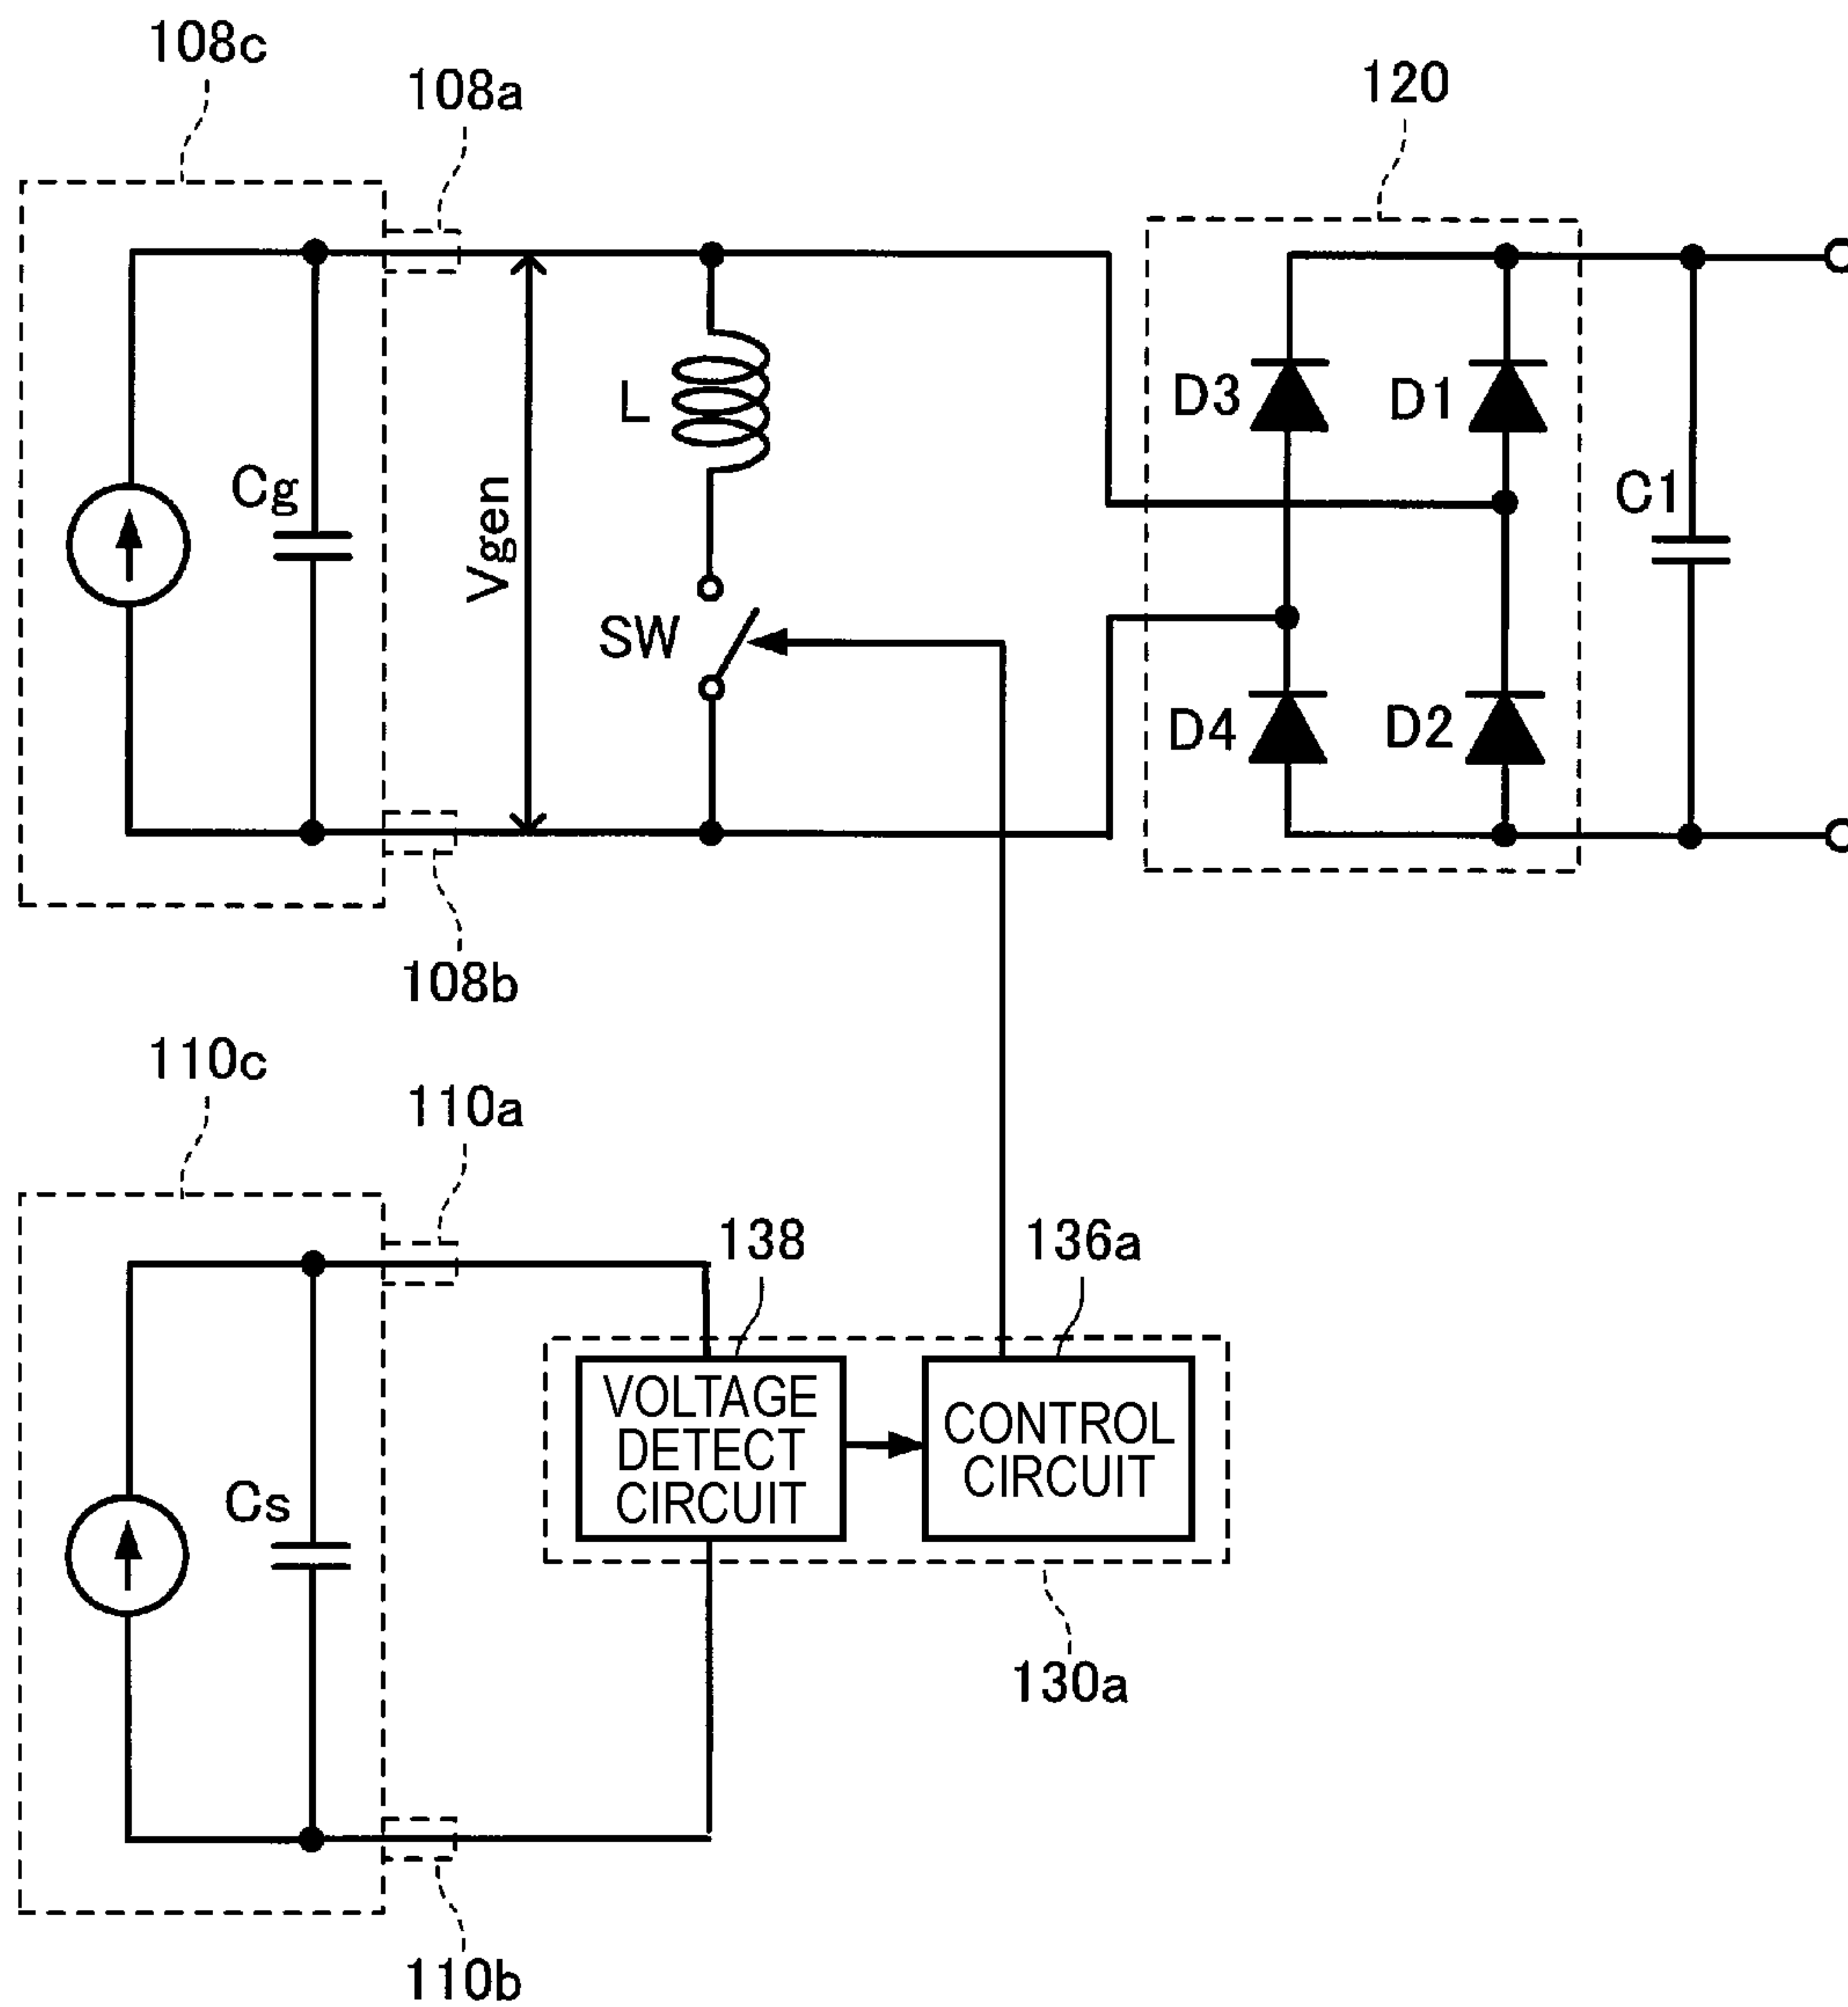 108c
108a
120
D3
D1
L
Cg
C1
Vgen
SW
D4
D2
108b
110c
110a
138
136a
VOLTAGE
DETECT
CIRCUIT
CONTROL
CIRCUIT
Cs
130a
110b